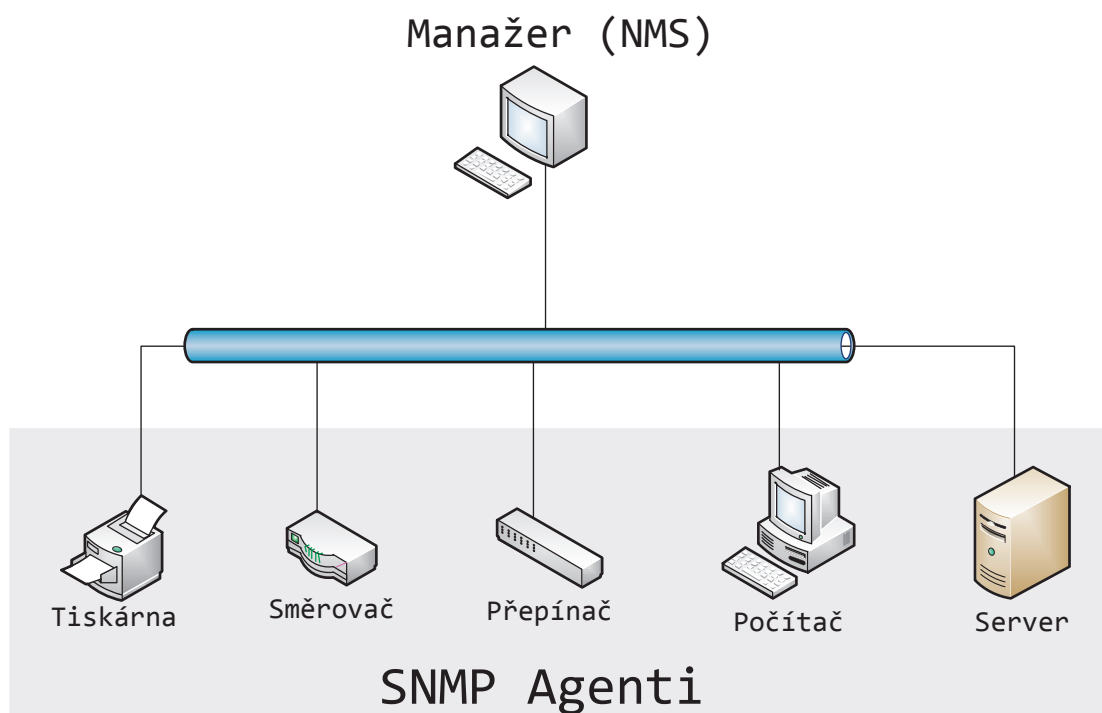 Manažer (NMS)
Tiskárna
Směrovač
Přepínač
Počítač
Server
SNMP Agenti